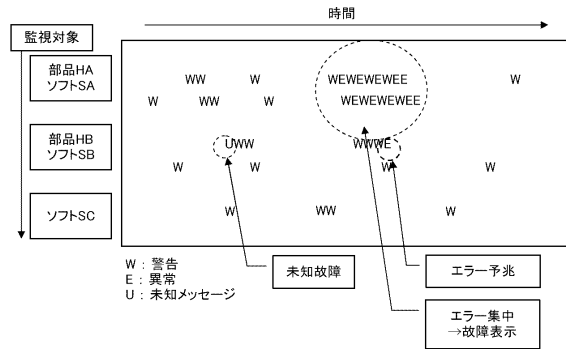 時間
監視対象
部品HA
ソフトSA
WW W WEWEWEWEE W
W WW W WEWEWEWEE
部品HB
ソフトSB
UWW WWWE
W W W W
ソフトSC
W WW W
W : 警告
E : 異常
U : 未知メッセージ
未知故障
エラー予兆
エラー集中
→故障表示